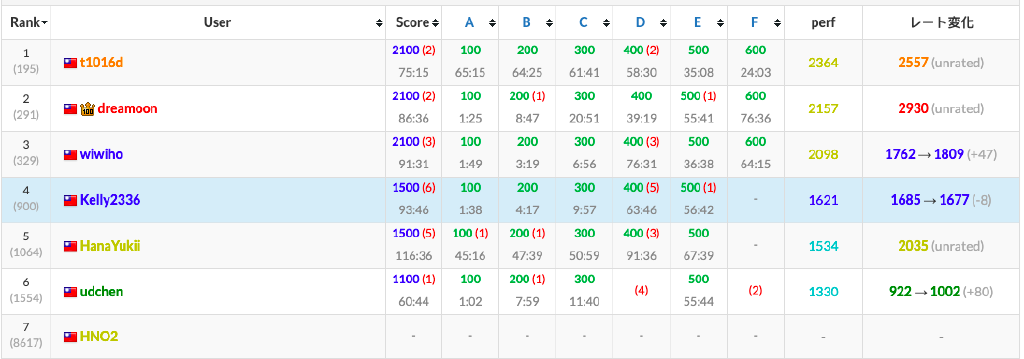 Rank User Score A B C D E F perf レート変化
1 t1016d 2100 (2) 100 200 300 400 (2) 500 600 2364 2557 (unrated)
(195) 75:15 65:15 64:25 61:41 58:30 35:08 24:03
2 dreamoon 2100 (2) 100 200 (1) 300 400 500 (1) 600 2157 2930 (unrated)
(291) 86:36 1:25 8:47 20:51 39:19 55:41 76:36
3 wiwiho 2100 (3) 100 200 300 400 (3) 500 600 2098 1762 → 1809 (+47)
(329) 91:31 1:49 3:19 6:56 76:31 36:38 64:15
4 Kelly2336 1500 (6) 100 200 300 400 (5) 500 (1) - 1621 1685 → 1677 (-8)
(900) 93:46 1:38 4:17 9:57 63:46 56:42
5 HanaYukii 1500 (5) 100 (1) 200 (1) 300 400 (3) 500 - 1534 2035 (unrated)
(1064) 116:36 45:16 47:39 50:59 91:36 67:39
6 udchen 1100 (1) 100 200 (1) 300 (4) 500 (2) 1330 922 → 1002 (+80)
(1554) 60:44 1:02 7:59 11:40 55:44
7 HNO2 - - - - - - - - -
(8617)